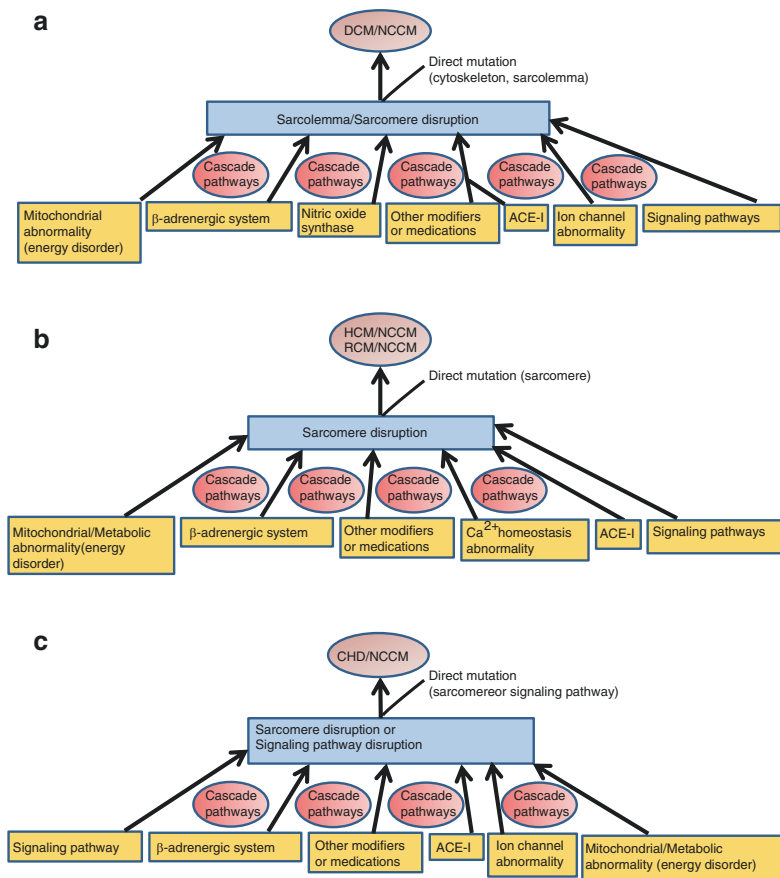 a
DCM/NCCM
Direct mutation
(cytoskeleton, sarcolemma)
Sarcolemma/Sarcomere disruption
Cascade
pathways
Cascade
pathways
Cascade
pathways
Cascade
pathways
Cascade
pathways
Mitochondrial
abnormality
(energy disorder)
β-adrenergic system
Nitric oxide
synthase
Other modifiers
or medications
ACE-I
Ion channel
abnormality
Signaling pathways
b
HCM/NCCM
RCM/NCCM
Direct mutation (sarcomere)
Sarcomere disruption
Cascade
pathways
Cascade
pathways
Cascade
pathways
Cascade
pathways
Mitochondrial/Metabolic
abnormality(energy
disorder)
β-adrenergic system
Other modifiers
or medications
Ca2+homeostasis
abnormality
ACE-I
Signaling pathways
c
CHD/NCCM
Direct mutation
(sarcomereor signaling pathway)
Sarcomere disruption or
Signaling pathway disruption
Cascade
pathways
Cascade
pathways
Cascade
pathways
Cascade
pathways
Signaling pathway
β-adrenergic system
Other modifiers
or medications
ACE-I
Ion channel
abnormality
Mitochondrial/Metabolic
abnormality (energy disorder)